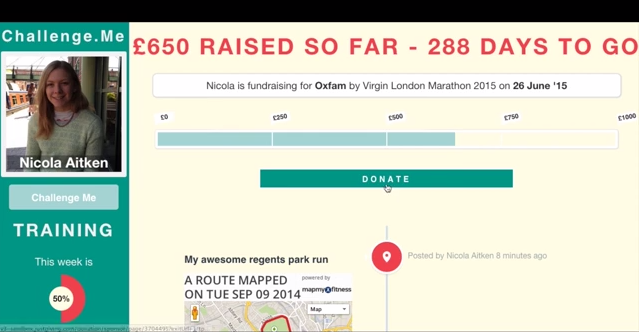 Challenge.Me
£650 RAISED SO FAR - 288 DAYS TO GO
Nicola is fundraising for Oxfam by Virgin London Marathon 2015 on 26 June '15
£0 £250 £500 £750 £1000
Nicola Aitken
DONATE
Challenge Me
TRAINING
This week is
50%
My awesome regents park run
Posted by Nicola Aitken 8 minutes ago
A ROUTE MAPPED
ON TUE SEP 09 2014
powered by
mapmyfitness
Map